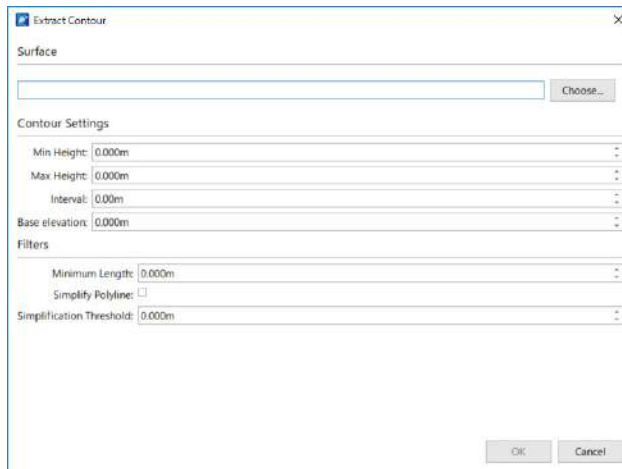 Extract Contour
Surface
Choose...
Contour Settings
Min Height: 0.000m
Max Height: 0.000m
Interval: 0.00m
Base elevation: 0.000m
Filters
Minimum Length: 0.000m
Simplify Polyline:
Simplification Threshold: 0.000m
OK Cancel